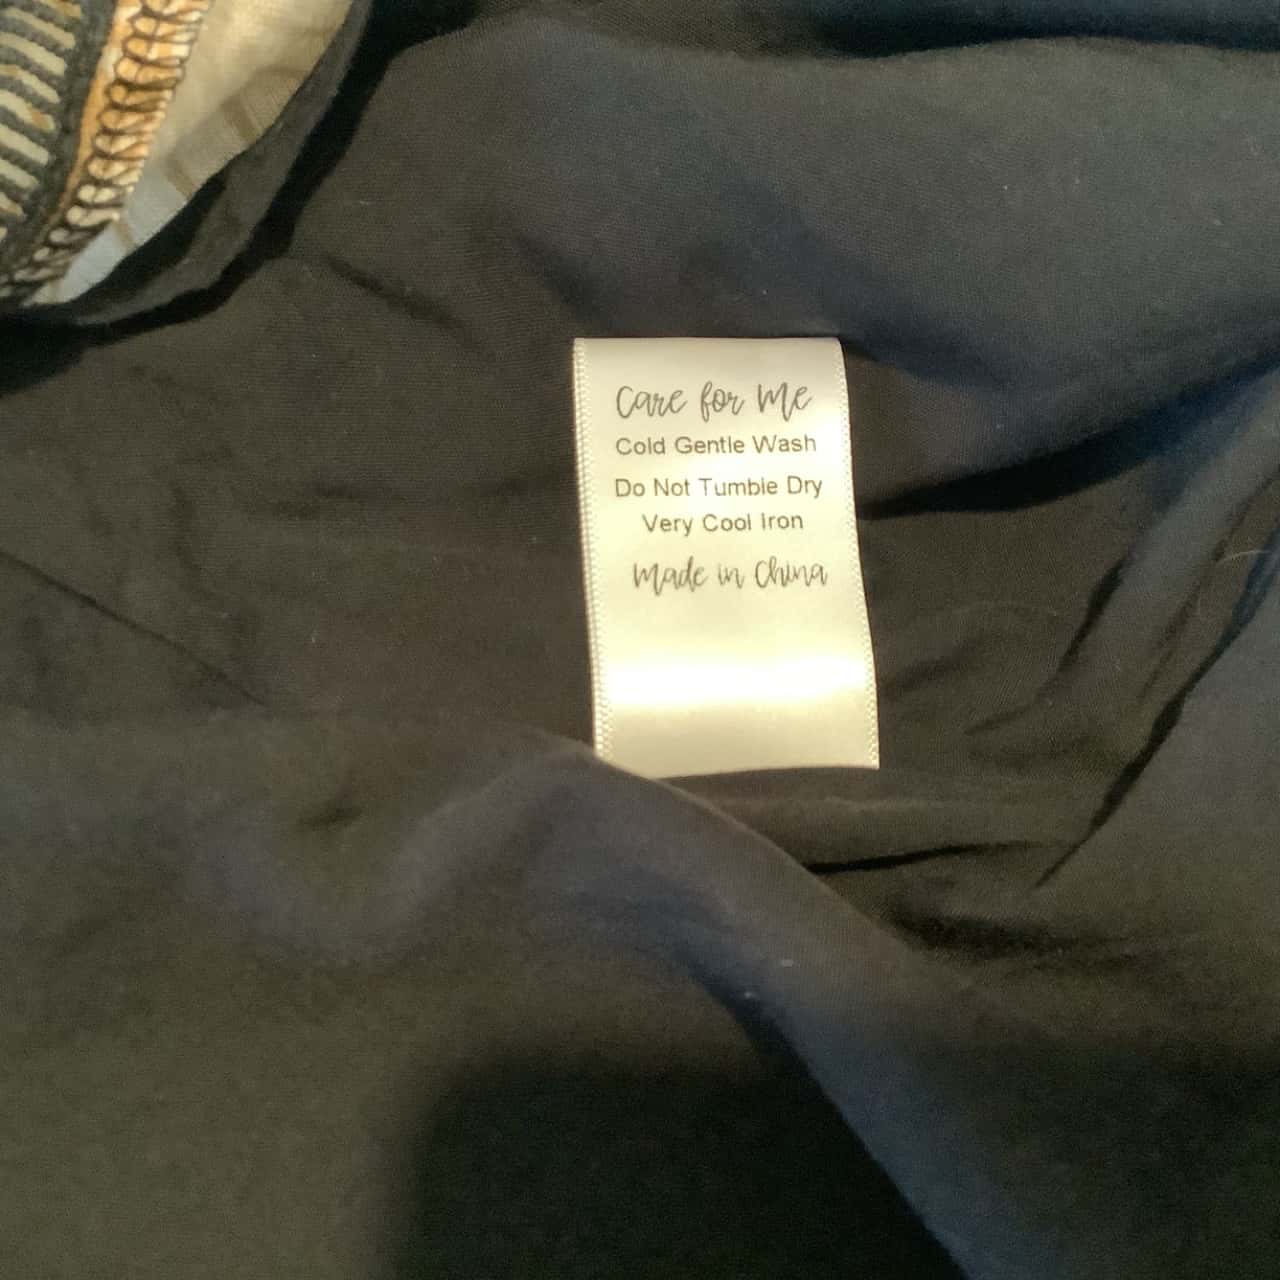 Care for Me
Cold Gentle Wash
Do Not Tumble Dry
Very Cool Iron
Made in China